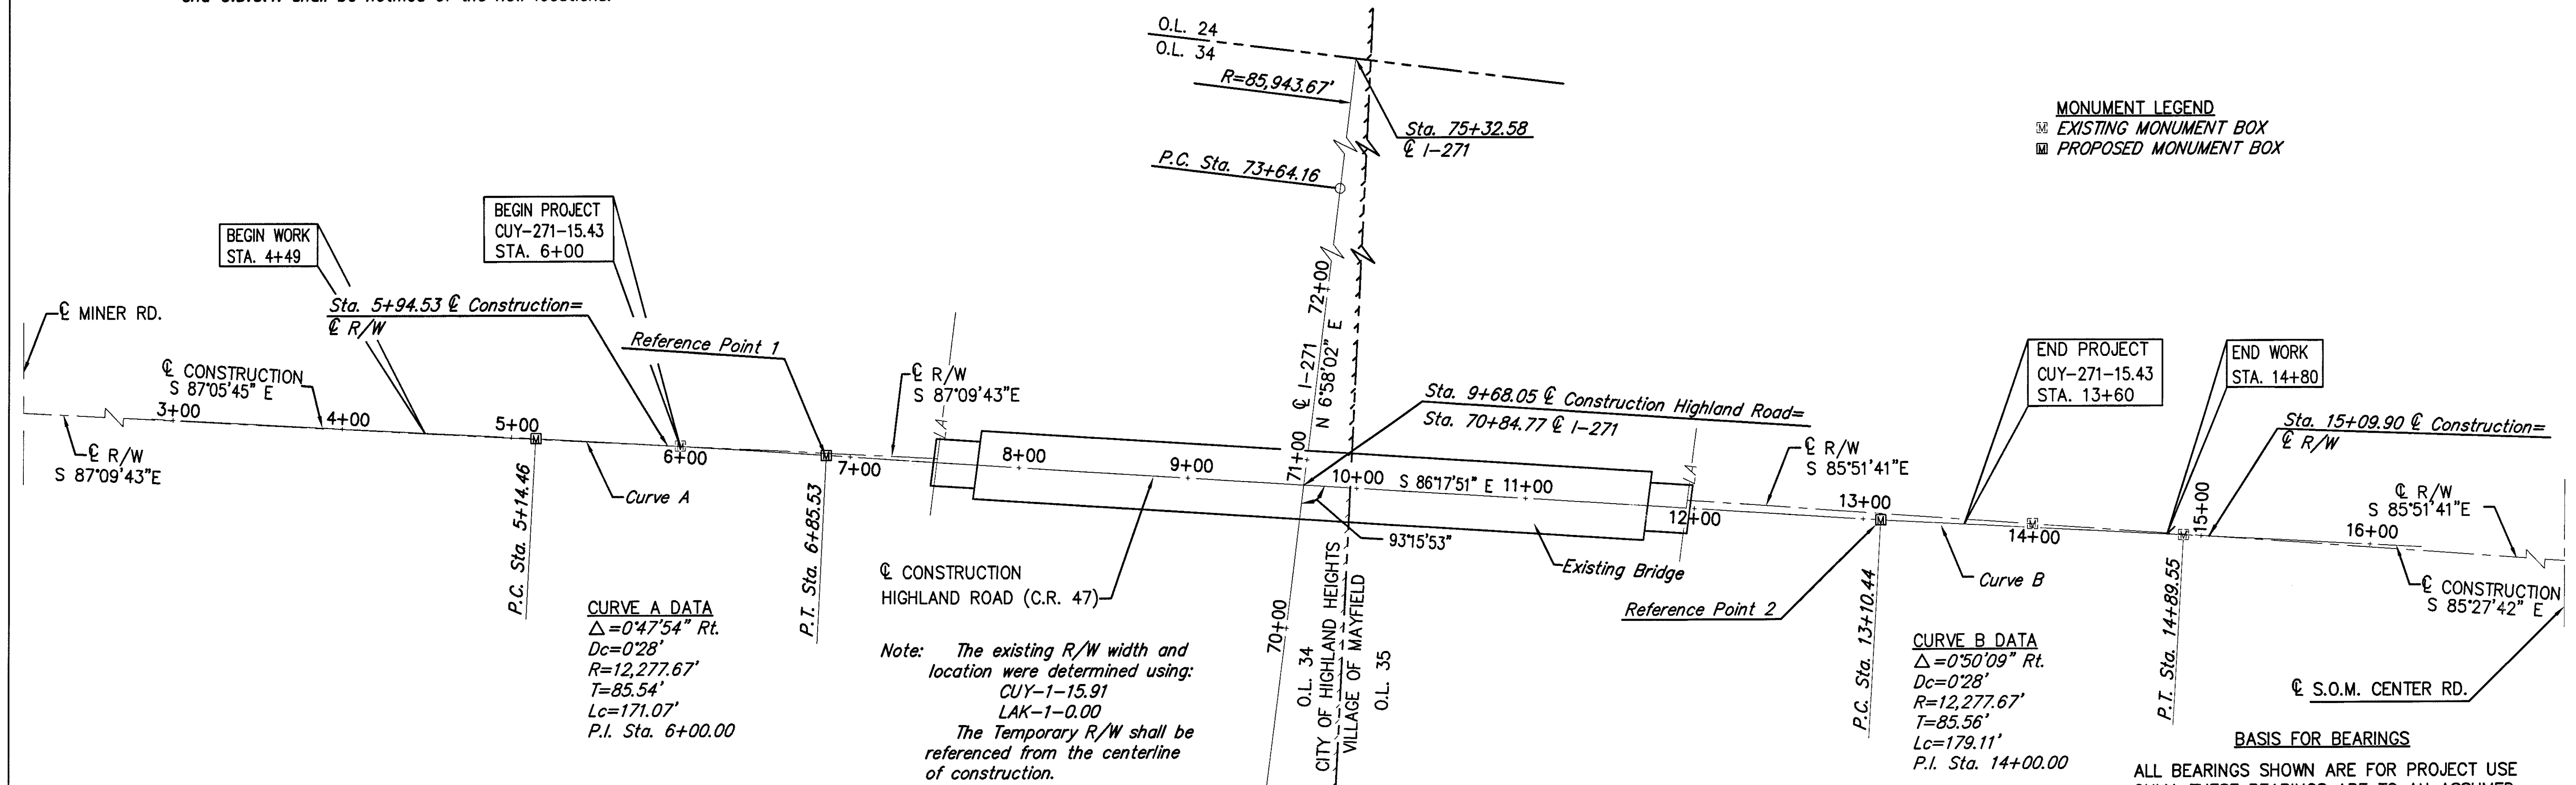 O.L. 24
O.L. 34
R=85,943.67'
Sta. 75+32.58
℄ I-271
P.C. Sta. 73+64.16
MONUMENT LEGEND
M EXISTING MONUMENT BOX
M PROPOSED MONUMENT BOX
BEGIN WORK
STA. 4+49
BEGIN PROJECT
CUY-271-15.43
STA. 6+00
℄ MINER RD.
Sta. 5+94.53 ℄ Construction=
℄ R/W
Reference Point 1
℄ CONSTRUCTION
S 87°05'45" E
℄ R/W
S 87°09'43"E
℄ R/W
S 87°09'43"E
3+00
4+00
5+00
6+00
7+00
8+00
9+00
10+00
11+00
12+00
13+00
14+00
15+00
16+00
LA
LA
M
M
M
M
M
M
Curve A
P.C. Sta. 5+14.46
P.T. Sta. 6+85.53
72+00
℄ I-271
N 6°58'02" E
71+00
70+00
Sta. 9+68.05 ℄ Construction Highland Road=
Sta. 70+84.77 ℄ I-271
S 86°17'51" E
93°15'53"
Existing Bridge
℄ CONSTRUCTION
HIGHLAND ROAD (C.R. 47)
O.L. 34
CITY OF HIGHLAND HEIGHTS
VILLAGE OF MAYFIELD
O.L. 35
℄ R/W
S 85°51'41"E
END PROJECT
CUY-271-15.43
STA. 13+60
END WORK
STA. 14+80
Sta. 15+09.90 ℄ Construction=
℄ R/W
℄ R/W
S 85°51'41"E
℄ CONSTRUCTION
S 85°27'42" E
Curve B
Reference Point 2
P.C. Sta. 13+10.44
P.T. Sta. 14+89.55
℄ S.O.M. CENTER RD.
CURVE A DATA
△=0°47'54" Rt.
Dc=0°28'
R=12,277.67'
T=85.54'
Lc=171.07'
P.I. Sta. 6+00.00
Note: The existing R/W width and
location were determined using:
CUY-1-15.91
LAK-1-0.00
The Temporary R/W shall be
referenced from the centerline
of construction.
CURVE B DATA
△=0°50'09" Rt.
Dc=0°28'
R=12,277.67'
T=85.56'
Lc=179.11'
P.I. Sta. 14+00.00
BASIS FOR BEARINGS
ALL BEARINGS SHOWN ARE FOR PROJECT USE